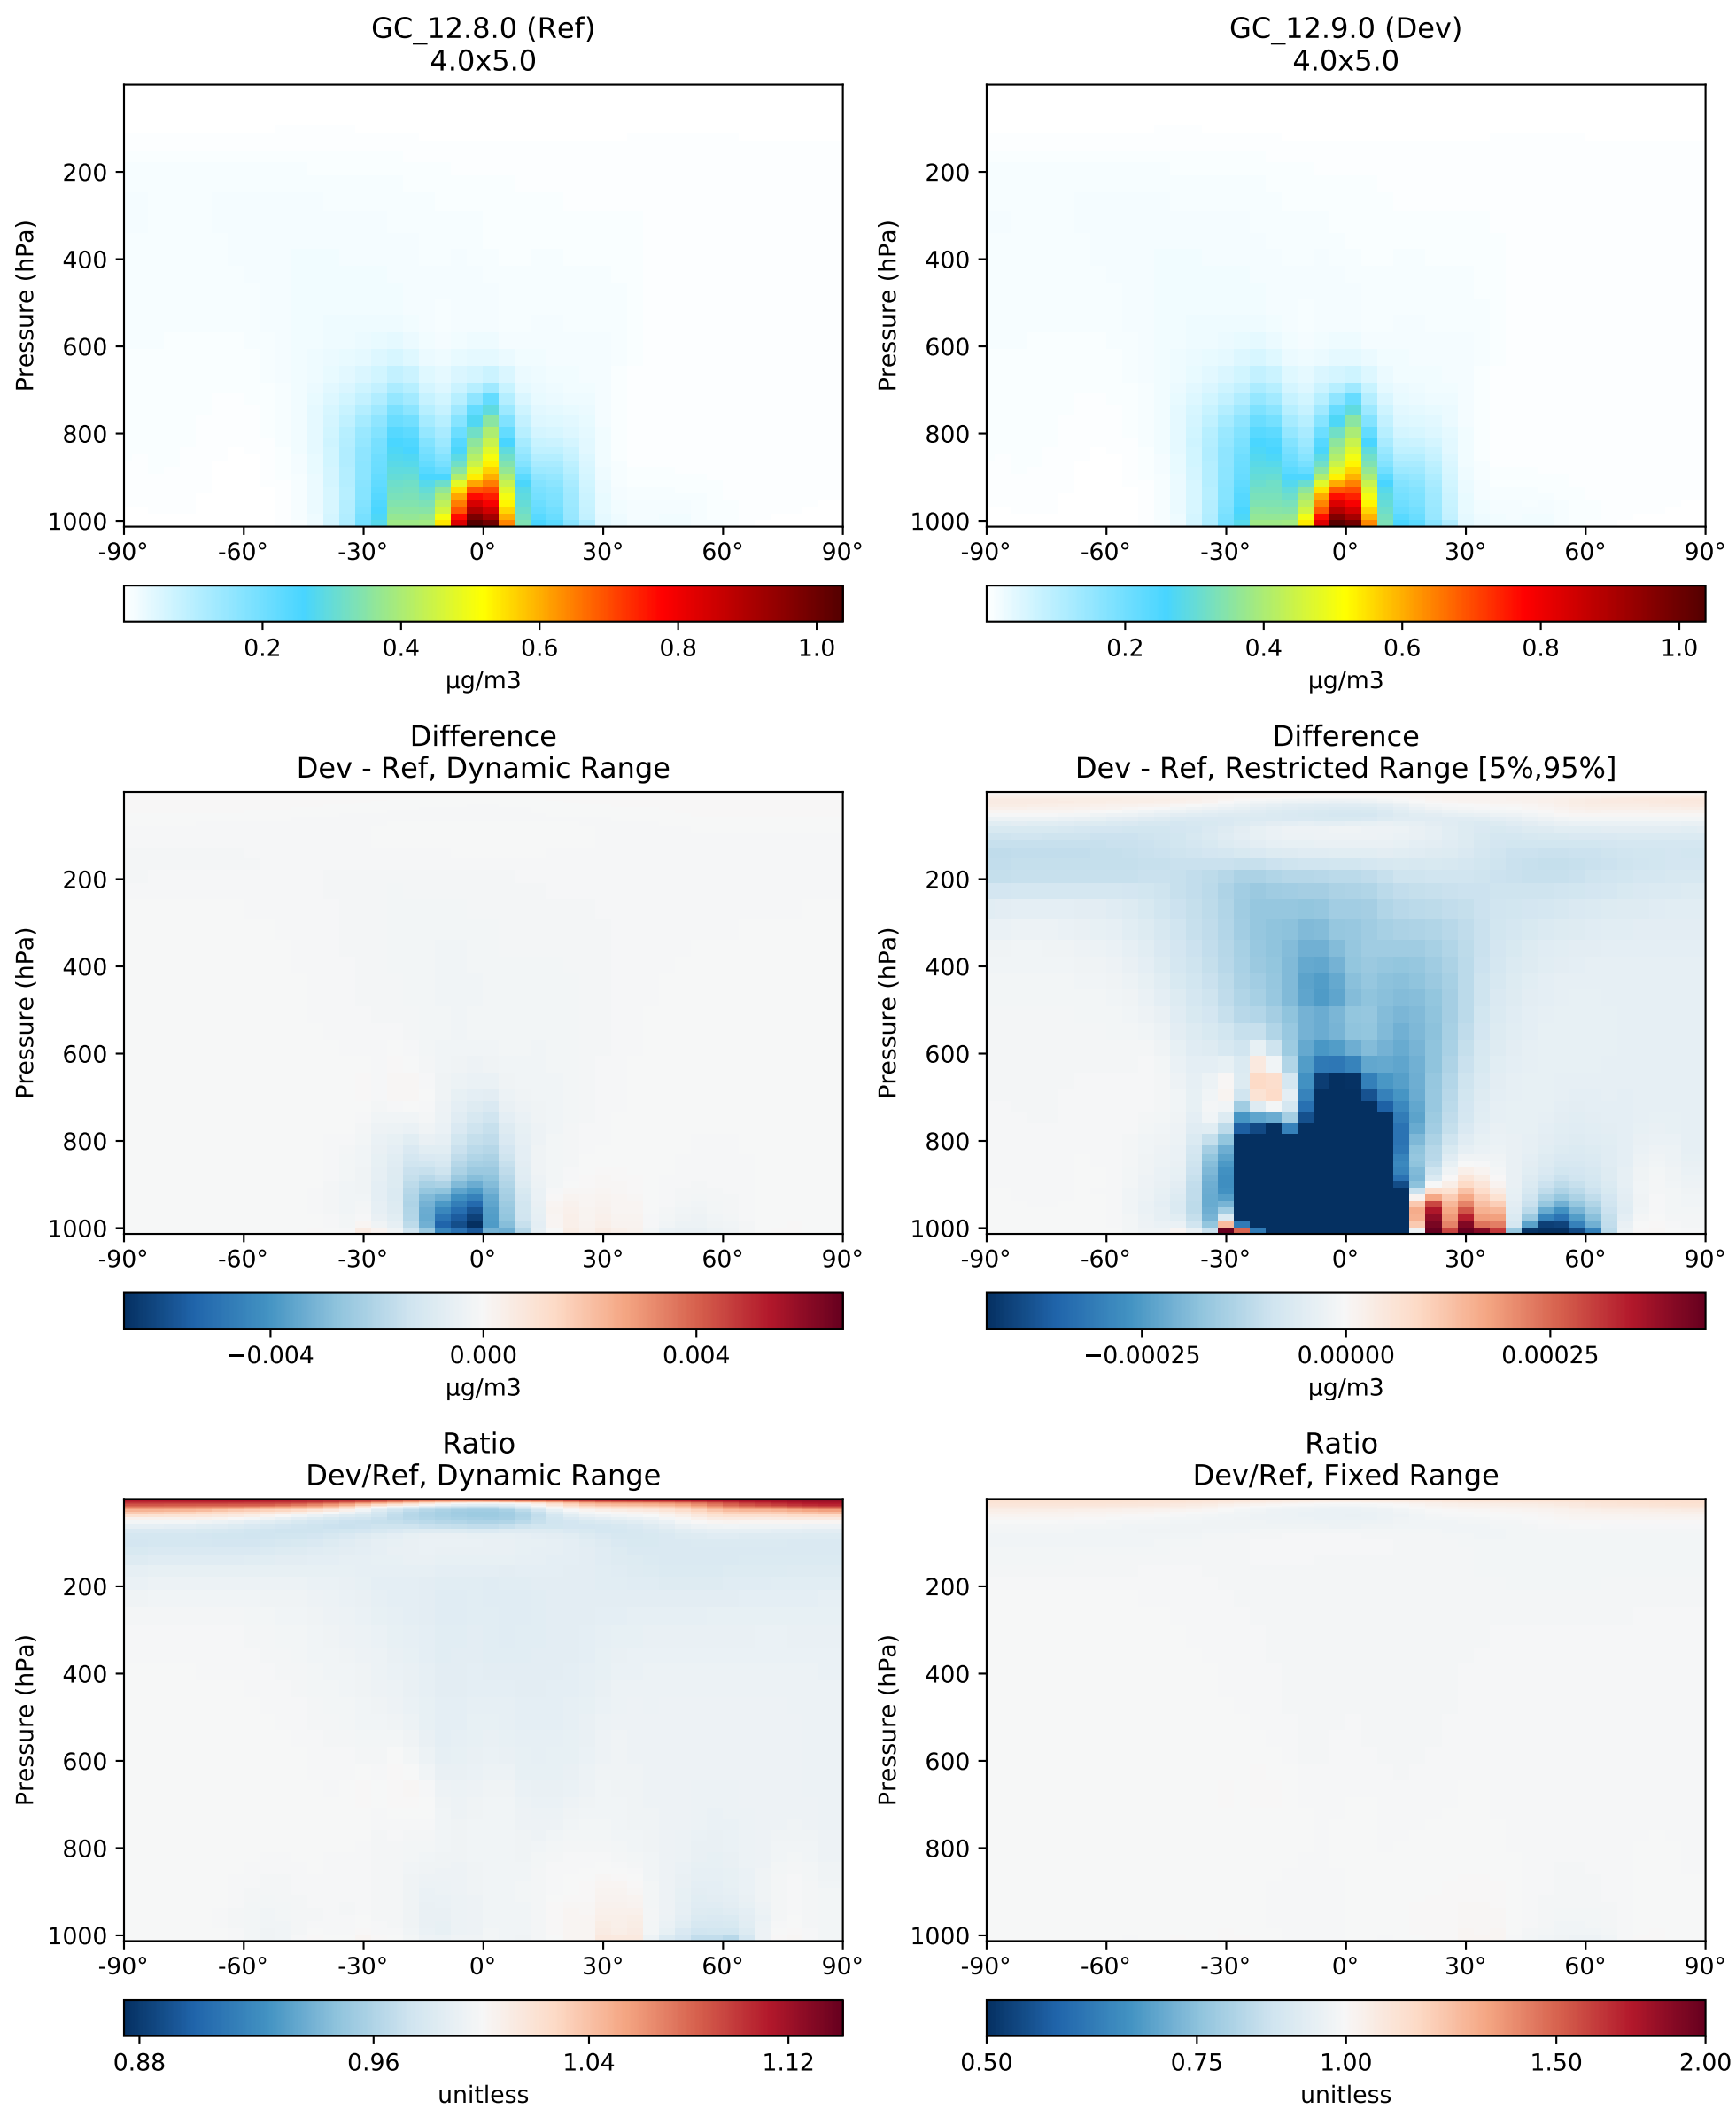 GC_12.8.0 (Ref)
4.0x5.0
Pressure (hPa)
200
400
600
800
1000
-90° -60° -30° 0° 30° 60° 90°
0.2 0.4 0.6 0.8 1.0
µg/m3
GC_12.9.0 (Dev)
4.0x5.0
Pressure (hPa)
200
400
600
800
1000
-90° -60° -30° 0° 30° 60° 90°
0.2 0.4 0.6 0.8 1.0
µg/m3
Difference
Dev - Ref, Dynamic Range
Pressure (hPa)
200
400
600
800
1000
-90° -60° -30° 0° 30° 60° 90°
−0.004 0.000 0.004
µg/m3
Difference
Dev - Ref, Restricted Range [5%,95%]
Pressure (hPa)
200
400
600
800
1000
-90° -60° -30° 0° 30° 60° 90°
−0.00025 0.00000 0.00025
µg/m3
Ratio
Dev/Ref, Dynamic Range
Pressure (hPa)
200
400
600
800
1000
-90° -60° -30° 0° 30° 60° 90°
0.88 0.96 1.04 1.12
unitless
Ratio
Dev/Ref, Fixed Range
Pressure (hPa)
200
400
600
800
1000
-90° -60° -30° 0° 30° 60° 90°
0.50 0.75 1.00 1.50 2.00
unitless